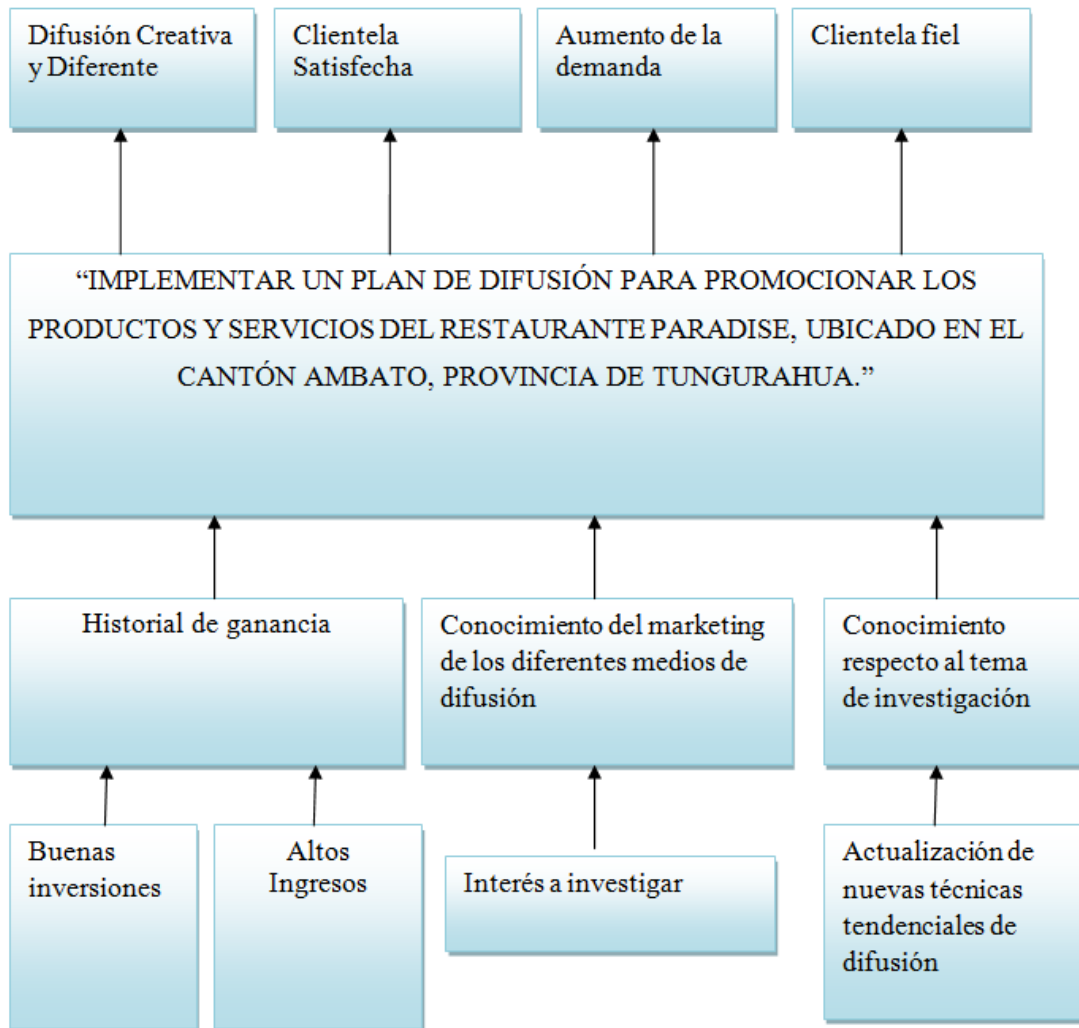 Difusión Creativa
y Diferente
Clientela
Satisfecha
Aumento de la
demanda
Clientela fiel
“IMPLEMENTAR UN PLAN DE DIFUSIÓN PARA PROMOCIONAR LOS
PRODUCTOS Y SERVICIOS DEL RESTAURANTE PARADISE, UBICADO EN EL
CANTÓN AMBATO, PROVINCIA DE TUNGURAHUA.”
Historial de ganancia
Conocimiento del marketing
de los diferentes medios de
difusión
Conocimiento
respecto al tema
de investigación
Buenas
inversiones
Altos
Ingresos
Interés a investigar
Actualización de
nuevas técnicas
tendenciales de
difusión